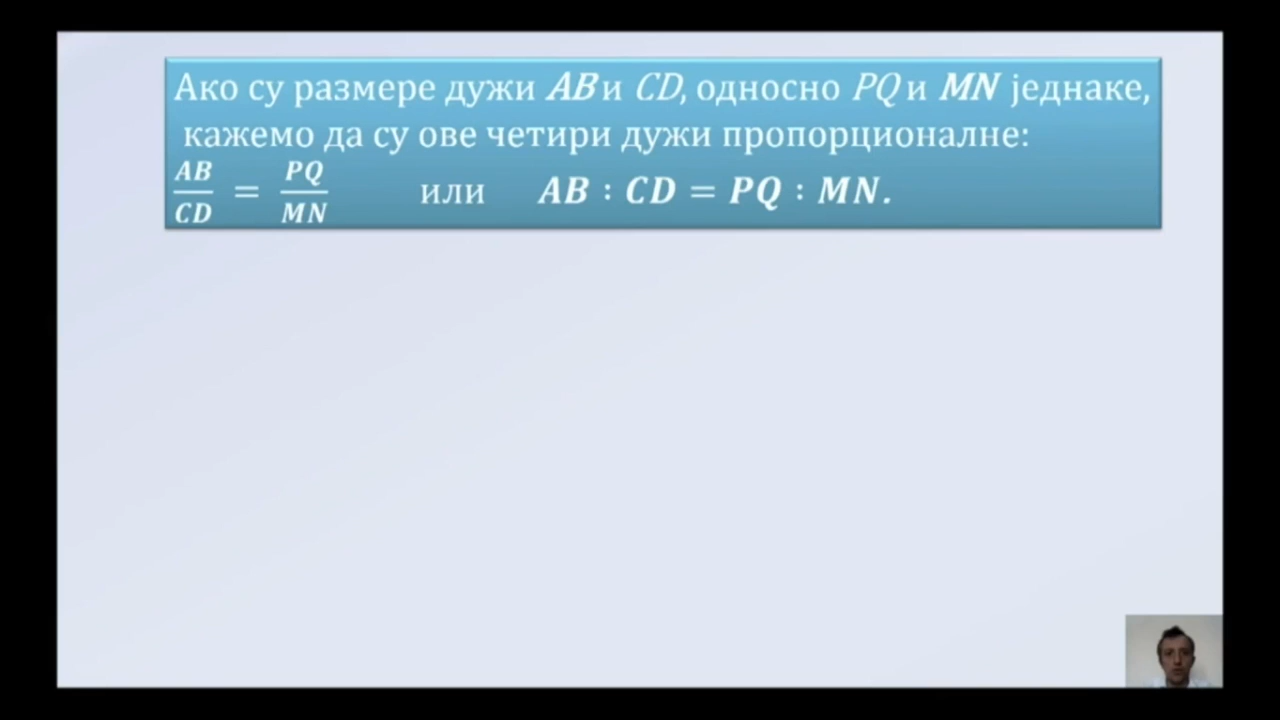 Ако су размере дужи AB и CD, односно PQ и MN једнаке,
кажемо да су ове четири дужи пропорционалне:
AB/CD = PQ/MN или AB : CD = PQ : MN.